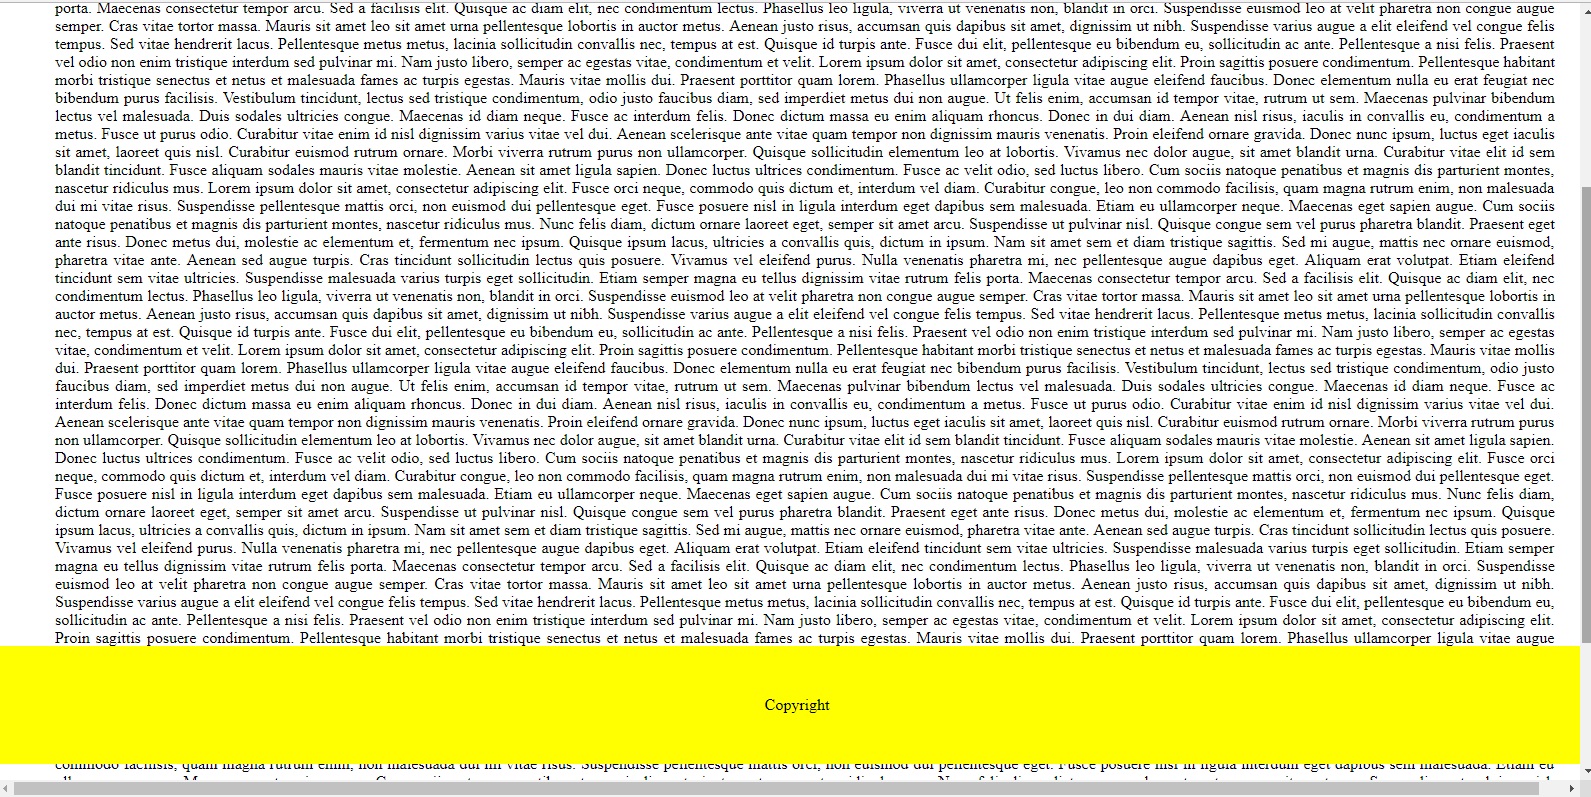 porta. Maecenas consectetur tempor arcu. Sed a facilisis elit. Quisque ac diam elit, nec condimentum lectus. Phasellus leo ligula, viverra ut venenatis non, blandit in orci. Suspendisse euismod leo at velit pharetra non congue augue
semper. Cras vitae tortor massa. Mauris sit amet leo sit amet urna pellentesque lobortis in auctor metus. Aenean justo risus, accumsan quis dapibus sit amet, dignissim ut nibh. Suspendisse varius augue a elit eleifend vel congue felis
tempus. Sed vitae hendrerit lacus. Pellentesque metus metus, lacinia sollicitudin convallis nec, tempus at est. Quisque id turpis ante. Fusce dui elit, pellentesque eu bibendum eu, sollicitudin ac ante. Pellentesque a nisi felis. Praesent
vel odio non enim tristique interdum sed pulvinar mi. Nam justo libero, semper ac egestas vitae, condimentum et velit. Lorem ipsum dolor sit amet, consectetur adipiscing elit. Proin sagittis posuere condimentum. Pellentesque habitant
morbi tristique senectus et netus et malesuada fames ac turpis egestas. Mauris vitae mollis dui. Praesent porttitor quam lorem. Phasellus ullamcorper ligula vitae augue eleifend faucibus. Donec elementum nulla eu erat feugiat nec
bibendum purus facilisis. Vestibulum tincidunt, lectus sed tristique condimentum, odio justo faucibus diam, sed imperdiet metus dui non augue. Ut felis enim, accumsan id tempor vitae, rutrum ut sem. Maecenas pulvinar bibendum
lectus vel malesuada. Duis sodales ultricies congue. Maecenas id diam neque. Fusce ac interdum felis. Donec dictum massa eu enim aliquam rhoncus. Donec in dui diam. Aenean nisl risus, iaculis in convallis eu, condimentum a
metus. Fusce ut purus odio. Curabitur vitae enim id nisl dignissim varius vitae vel dui. Aenean scelerisque ante vitae quam tempor non dignissim mauris venenatis. Proin eleifend ornare gravida. Donec nunc ipsum, luctus eget iaculis
sit amet, laoreet quis nisl. Curabitur euismod rutrum ornare. Morbi viverra rutrum purus non ullamcorper. Quisque sollicitudin elementum leo at lobortis. Vivamus nec dolor augue, sit amet blandit urna. Curabitur vitae elit id sem
blandit tincidunt. Fusce aliquam sodales mauris vitae molestie. Aenean sit amet ligula sapien. Donec luctus ultrices condimentum. Fusce ac velit odio, sed luctus libero. Cum sociis natoque penatibus et magnis dis parturient montes,
nascetur ridiculus mus. Lorem ipsum dolor sit amet, consectetur adipiscing elit. Fusce orci neque, commodo quis dictum et, interdum vel diam. Curabitur congue, leo non commodo facilisis, quam magna rutrum enim, non malesuada
dui mi vitae risus. Suspendisse pellentesque mattis orci, non euismod dui pellentesque eget. Fusce posuere nisl in ligula interdum eget dapibus sem malesuada. Etiam eu ullamcorper neque. Maecenas eget sapien augue. Cum sociis
natoque penatibus et magnis dis parturient montes, nascetur ridiculus mus. Nunc felis diam, dictum ornare laoreet eget, semper sit amet arcu. Suspendisse ut pulvinar nisl. Quisque congue sem vel purus pharetra blandit. Praesent eget
ante risus. Donec metus dui, molestie ac elementum et, fermentum nec ipsum. Quisque ipsum lacus, ultricies a convallis quis, dictum in ipsum. Nam sit amet sem et diam tristique sagittis. Sed mi augue, mattis nec ornare euismod,
pharetra vitae ante. Aenean sed augue turpis. Cras tincidunt sollicitudin lectus quis posuere. Vivamus vel eleifend purus. Nulla venenatis pharetra mi, nec pellentesque augue dapibus eget. Aliquam erat volutpat. Etiam eleifend
tincidunt sem vitae ultricies. Suspendisse malesuada varius turpis eget sollicitudin. Etiam semper magna eu tellus dignissim vitae rutrum felis porta. Maecenas consectetur tempor arcu. Sed a facilisis elit. Quisque ac diam elit, nec
condimentum lectus. Phasellus leo ligula, viverra ut venenatis non, blandit in orci. Suspendisse euismod leo at velit pharetra non congue augue semper. Cras vitae tortor massa. Mauris sit amet leo sit amet urna pellentesque lobortis in
auctor metus. Aenean justo risus, accumsan quis dapibus sit amet, dignissim ut nibh. Suspendisse varius augue a elit eleifend vel congue felis tempus. Sed vitae hendrerit lacus. Pellentesque metus metus, lacinia sollicitudin convallis
nec, tempus at est. Quisque id turpis ante. Fusce dui elit, pellentesque eu bibendum eu, sollicitudin ac ante. Pellentesque a nisi felis. Praesent vel odio non enim tristique interdum sed pulvinar mi. Nam justo libero, semper ac egestas
vitae, condimentum et velit. Lorem ipsum dolor sit amet, consectetur adipiscing elit. Proin sagittis posuere condimentum. Pellentesque habitant morbi tristique senectus et netus et malesuada fames ac turpis egestas. Mauris vitae mollis
dui. Praesent porttitor quam lorem. Phasellus ullamcorper ligula vitae augue eleifend faucibus. Donec elementum nulla eu erat feugiat nec bibendum purus facilisis. Vestibulum tincidunt, lectus sed tristique condimentum, odio justo
faucibus diam, sed imperdiet metus dui non augue. Ut felis enim, accumsan id tempor vitae, rutrum ut sem. Maecenas pulvinar bibendum lectus vel malesuada. Duis sodales ultricies congue. Maecenas id diam neque. Fusce ac
interdum felis. Donec dictum massa eu enim aliquam rhoncus. Donec in dui diam. Aenean nisl risus, iaculis in convallis eu, condimentum a metus. Fusce ut purus odio. Curabitur vitae enim id nisl dignissim varius vitae vel dui.
Aenean scelerisque ante vitae quam tempor non dignissim mauris venenatis. Proin eleifend ornare gravida. Donec nunc ipsum, luctus eget iaculis sit amet, laoreet quis nisl. Curabitur euismod rutrum ornare. Morbi viverra rutrum purus
non ullamcorper. Quisque sollicitudin elementum leo at lobortis. Vivamus nec dolor augue, sit amet blandit urna. Curabitur vitae elit id sem blandit tincidunt. Fusce aliquam sodales mauris vitae molestie. Aenean sit amet ligula sapien.
Donec luctus ultrices condimentum. Fusce ac velit odio, sed luctus libero. Cum sociis natoque penatibus et magnis dis parturient montes, nascetur ridiculus mus. Lorem ipsum dolor sit amet, consectetur adipiscing elit. Fusce orci
neque, commodo quis dictum et, interdum vel diam. Curabitur congue, leo non commodo facilisis, quam magna rutrum enim, non malesuada dui mi vitae risus. Suspendisse pellentesque mattis orci, non euismod dui pellentesque eget.
Fusce posuere nisl in ligula interdum eget dapibus sem malesuada. Etiam eu ullamcorper neque. Maecenas eget sapien augue. Cum sociis natoque penatibus et magnis dis parturient montes, nascetur ridiculus mus. Nunc felis diam,
dictum ornare laoreet eget, semper sit amet arcu. Suspendisse ut pulvinar nisl. Quisque congue sem vel purus pharetra blandit. Praesent eget ante risus. Donec metus dui, molestie ac elementum et, fermentum nec ipsum. Quisque
ipsum lacus, ultricies a convallis quis, dictum in ipsum. Nam sit amet sem et diam tristique sagittis. Sed mi augue, mattis nec ornare euismod, pharetra vitae ante. Aenean sed augue turpis. Cras tincidunt sollicitudin lectus quis posuere.
Vivamus vel eleifend purus. Nulla venenatis pharetra mi, nec pellentesque augue dapibus eget. Aliquam erat volutpat. Etiam eleifend tincidunt sem vitae ultricies. Suspendisse malesuada varius turpis eget sollicitudin. Etiam semper
magna eu tellus dignissim vitae rutrum felis porta. Maecenas consectetur tempor arcu. Sed a facilisis elit. Quisque ac diam elit, nec condimentum lectus. Phasellus leo ligula, viverra ut venenatis non, blandit in orci. Suspendisse
euismod leo at velit pharetra non congue augue semper. Cras vitae tortor massa. Mauris sit amet leo sit amet urna pellentesque lobortis in auctor metus. Aenean justo risus, accumsan quis dapibus sit amet, dignissim ut nibh.
Suspendisse varius augue a elit eleifend vel congue felis tempus. Sed vitae hendrerit lacus. Pellentesque metus metus, lacinia sollicitudin convallis nec, tempus at est. Quisque id turpis ante. Fusce dui elit, pellentesque eu bibendum eu,
sollicitudin ac ante. Pellentesque a nisi felis. Praesent vel odio non enim tristique interdum sed pulvinar mi. Nam justo libero, semper ac egestas vitae, condimentum et velit. Lorem ipsum dolor sit amet, consectetur adipiscing elit.
Proin sagittis posuere condimentum. Pellentesque habitant morbi tristique senectus et netus et malesuada fames ac turpis egestas. Mauris vitae mollis dui. Praesent porttitor quam lorem. Phasellus ullamcorper ligula vitae augue
Copyright
commodo facilisis, quam magna rutrum enim, non malesuada dui mi vitae risus. Suspendisse pellentesque mattis orci, non euismod dui pellentesque eget. Fusce posuere nisl in ligula interdum eget dapibus sem malesuada. Etiam eu